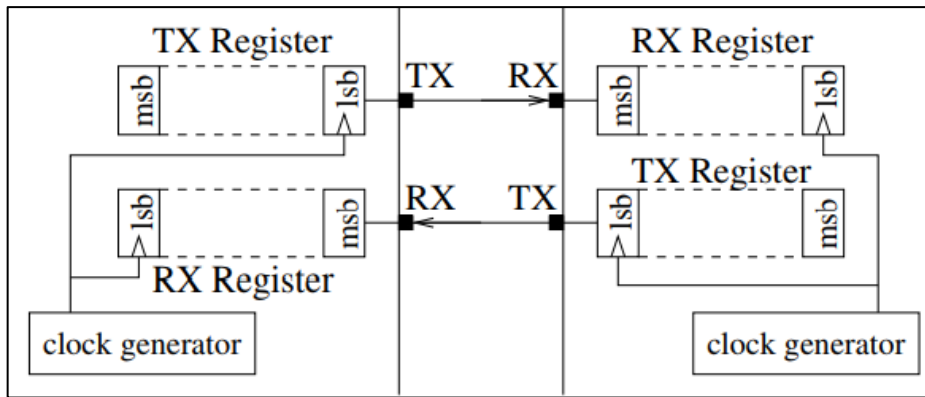 TX Register
RX Register
msb
lsb
TX
RX
msb
lsb
TX Register
lsb
msb
RX
TX
lsb
msb
RX Register
clock generator
clock generator